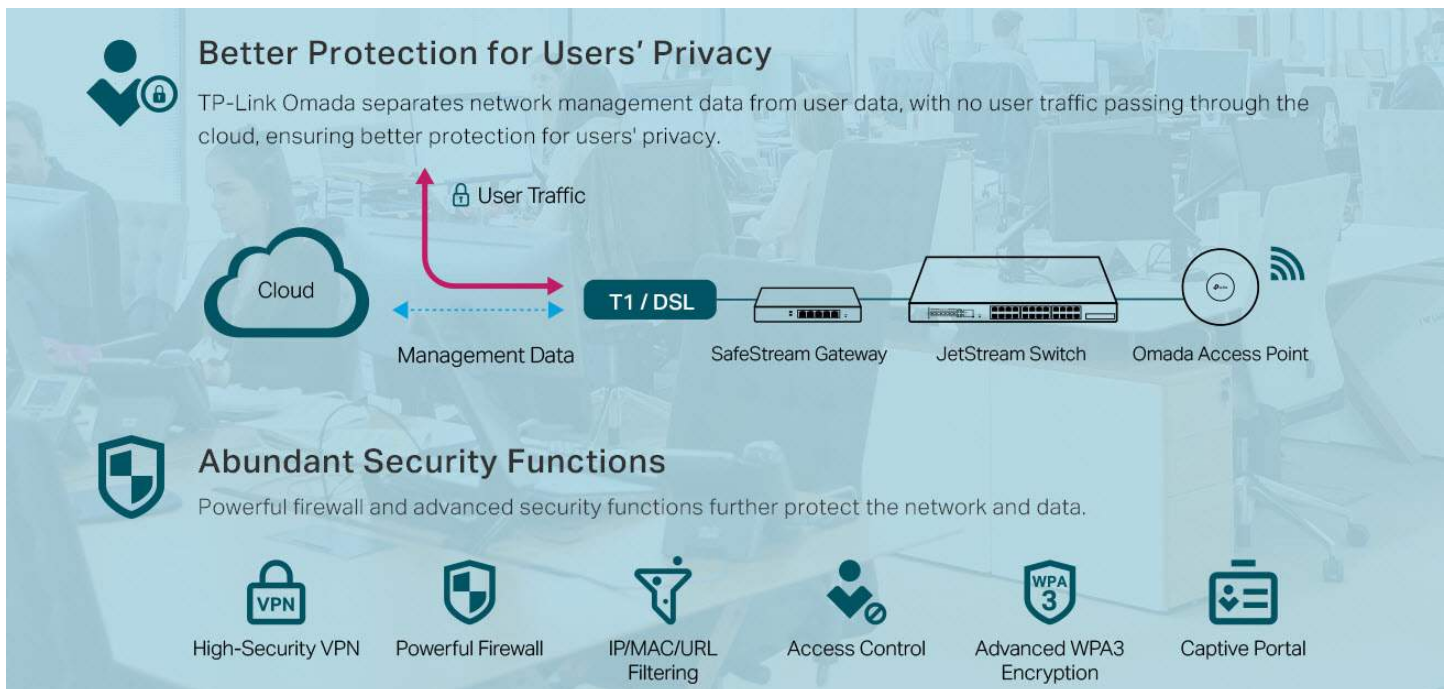 Better Protection for Users' Privacy
TP-Link Omada separates network management data from user data, with no user traffic passing through the
cloud, ensuring better protection for users' privacy.
User Traffic
Cloud
T1 / DSL
Management Data
SafeStream Gateway
JetStream Switch
Omada Access Point
Abundant Security Functions
Powerful firewall and advanced security functions further protect the network and data.
VPN
WPA
3
High-Security VPN
Powerful Firewall
IP/MAC/URL
Filtering
Access Control
Advanced WPA3
Encryption
Captive Portal